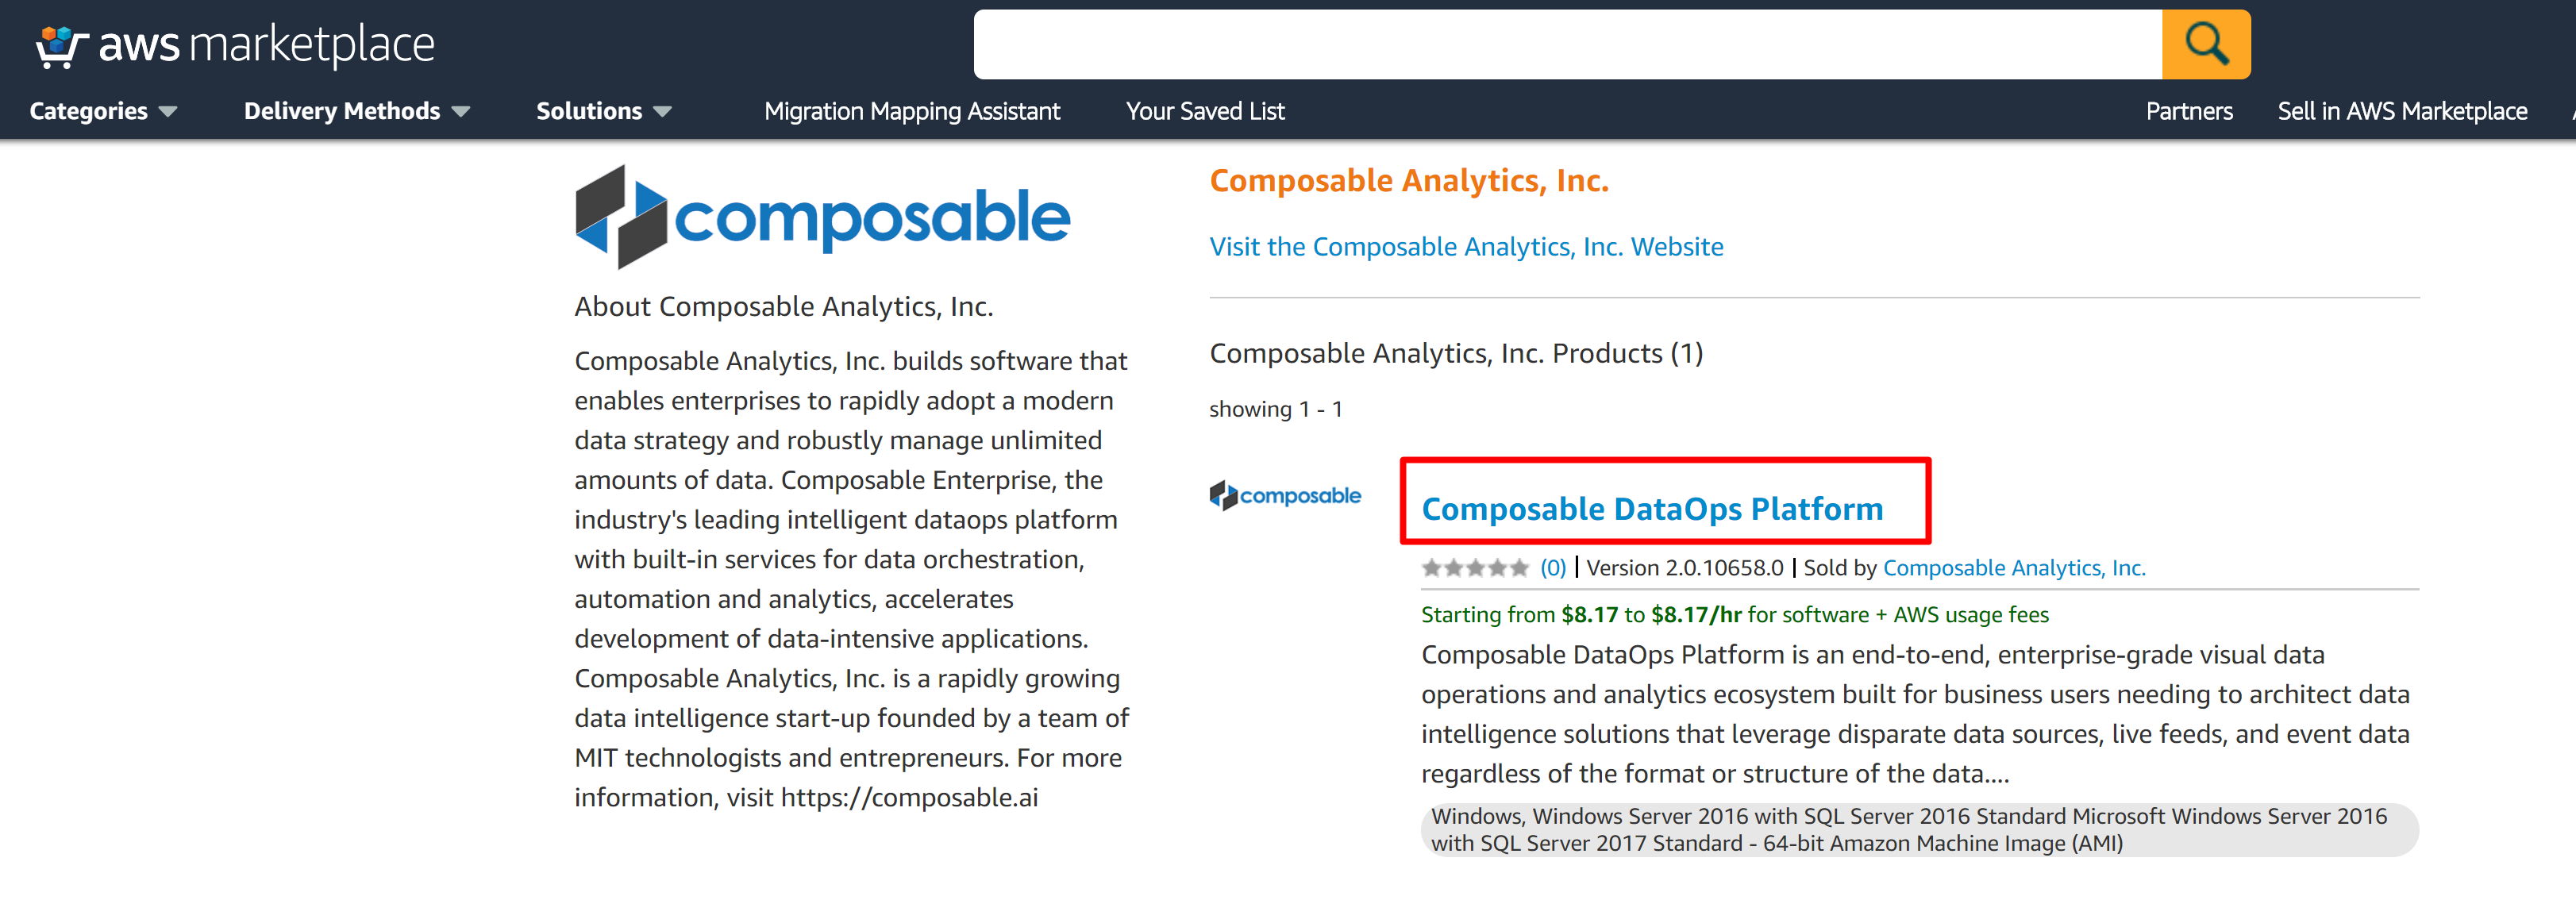 aws marketplace
Categories
Delivery Methods
Solutions
Migration Mapping Assistant
Your Saved List
Partners
Sell in AWS Marketplace
composable
About Composable Analytics, Inc.
Composable Analytics, Inc. builds software that
enables enterprises to rapidly adopt a modern
data strategy and robustly manage unlimited
amounts of data. Composable Enterprise, the
industry's leading intelligent dataops platform
with built-in services for data orchestration,
automation and analytics, accelerates
development of data-intensive applications.
Composable Analytics, Inc. is a rapidly growing
data intelligence start-up founded by a team of
MIT technologists and entrepreneurs. For more
information, visit https://composable.ai
Composable Analytics, Inc.
Visit the Composable Analytics, Inc. Website
Composable Analytics, Inc. Products (1)
showing 1 - 1
composable
Composable DataOps Platform
(0) | Version 2.0.10658.0 | Sold by Composable Analytics, Inc.
Starting from $8.17 to $8.17/hr for software + AWS usage fees
Composable DataOps Platform is an end-to-end, enterprise-grade visual data
operations and analytics ecosystem built for business users needing to architect data
intelligence solutions that leverage disparate data sources, live feeds, and event data
regardless of the format or structure of the data....
Windows, Windows Server 2016 with SQL Server 2016 Standard Microsoft Windows Server 2016
with SQL Server 2017 Standard - 64-bit Amazon Machine Image (AMI)